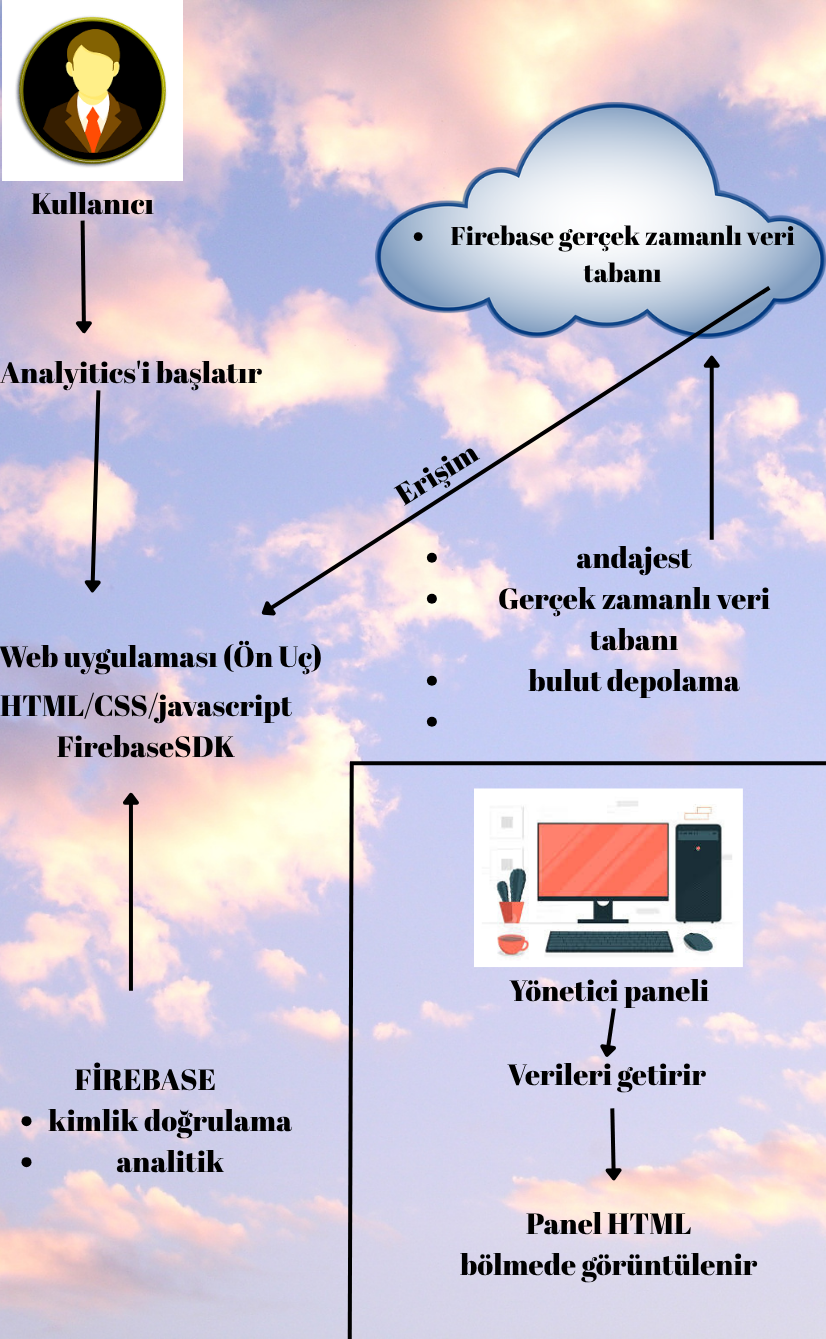 Kullanıcı
Analyitics'i başlatır
• Firebase gerçek zamanlı veri
tabanı
Erişim
Web uygulaması (Ön Uç)
HTML/CSS/javascript
FirebaseSDK
• andajest
• Gerçek zamanlı veri
tabanı
• bulut depolama
•
FİREBASE
• kimlik doğrulama
• analitik
Yönetici paneli
Verileri getirir
Panel HTML
bölmede görüntülenir